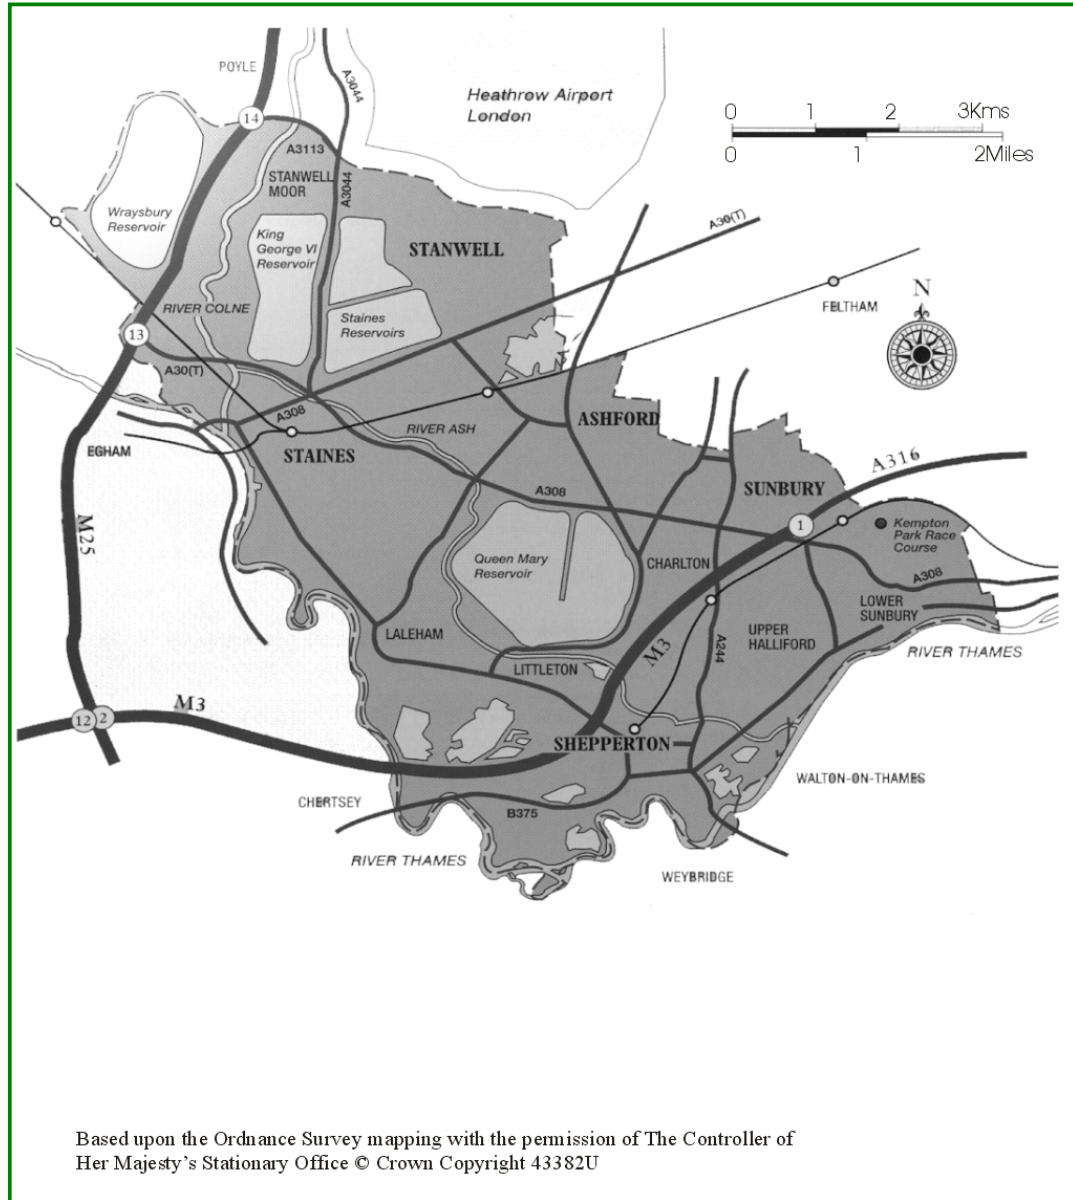 POYLE
A3044
Heathrow Airport
London
0 1 2 3Kms
0 1 2Miles
14
A3113
STANWELL
MOOR
A3044
Wraysbury
Reservoir
King
George VI
Reservoir
STANWELL
A30(T)
N
FELTHAM
RIVER COLNE
Staines
Reservoirs
13
A30(T)
A308
RIVER ASH
ASHFORD
EGHAM
STAINES
A316
SUNBURY
A308
1
Kempton
Park Race
Course
M25
Queen Mary
Reservoir
CHARLTON
A308
LOWER
SUNBURY
LALEHAM
UPPER
HALLIFORD
A244
M3
RIVER THAMES
LITTLETON
M3
12 2
SHEPPERTON
WALTON-ON-THAMES
CHERTSEY
B375
RIVER THAMES
WEYBRIDGE
Based upon the Ordnance Survey mapping with the permission of The Controller of
Her Majesty's Stationary Office © Crown Copyright 43382U